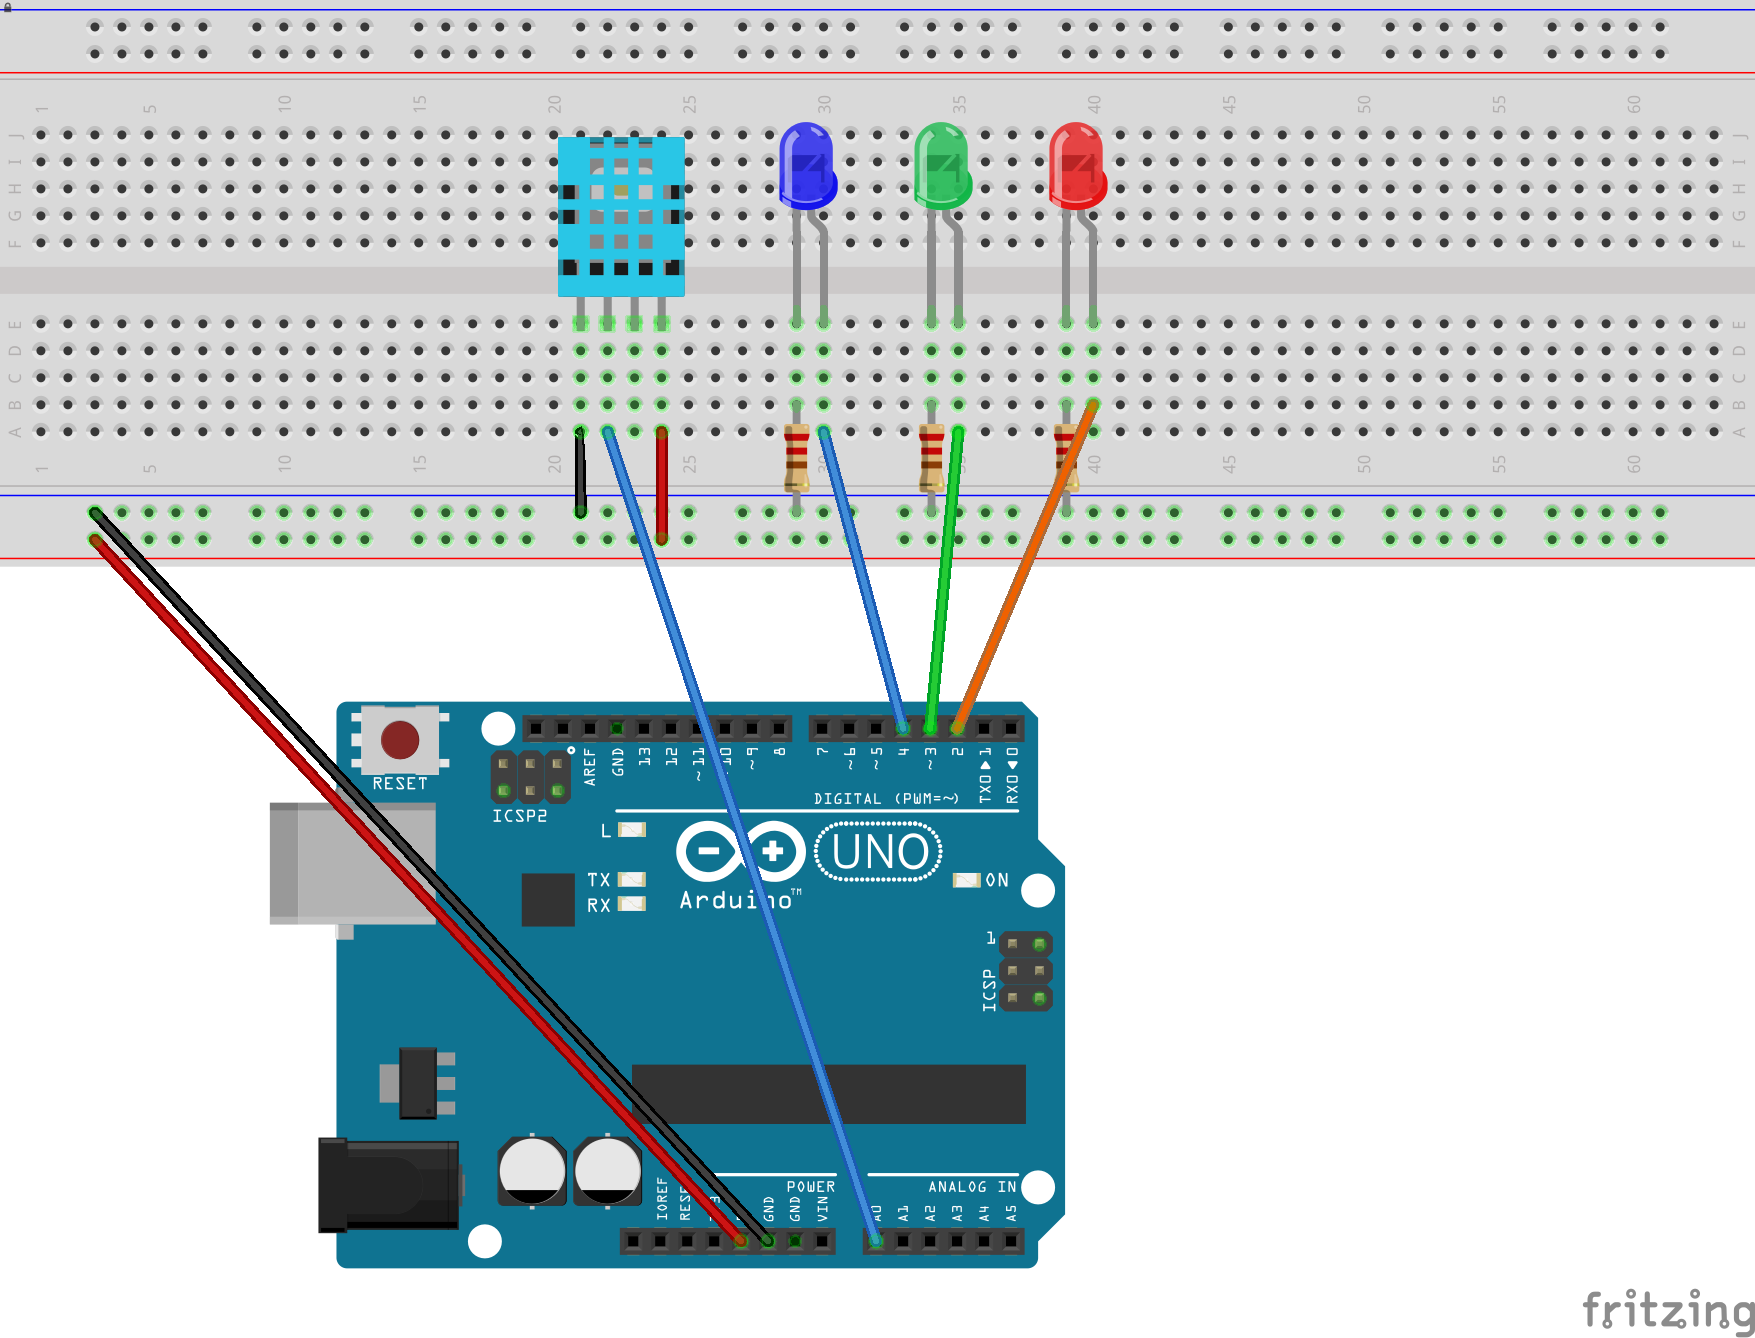 1 5 10 15 20 25 30 35 40 45 50 55 60
J J
I I
H H
G G
F F
E E
D D
C C
B B
A A
1 5 10 15 20 25 30 35 40 45 50 55 60
RESET
AREF GND 13 12 ~11 10 ~9 8 7 ~6 ~5 4 ~3 2 TX0▶1 RX0◀0
DIGITAL (PWM=~)
ICSP2
L
UNO
TX
RX
ON
Arduino™
1
ICSP
POWER
ANALOG IN
IOREF GND GND VIN A0 A1 A2 A3 A4 A5
fritzing